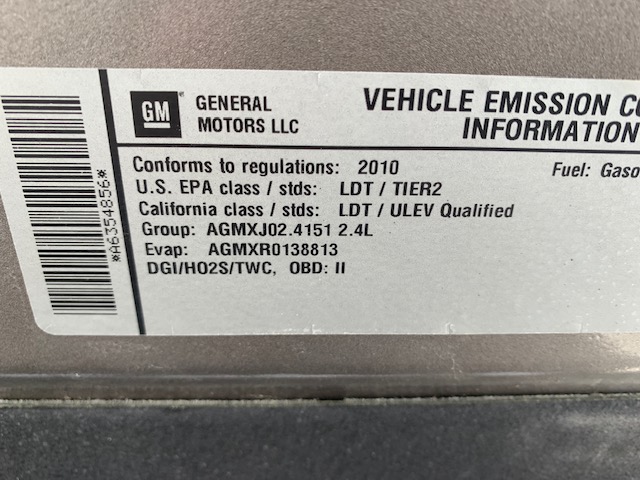 GM
GENERAL
MOTORS LLC
VEHICLE EMISSION
INFORMATION
Conforms to regulations: 2010
Fuel:
U.S. EPA class / stds: LDT / TIER2
California class / stds: LDT / ULEV Qualified
Group: AGMXJ02.4151 2.4L
Evap: AGMXR0138813
DGI/HO2S/TWC, OBD: II
*A6354856*